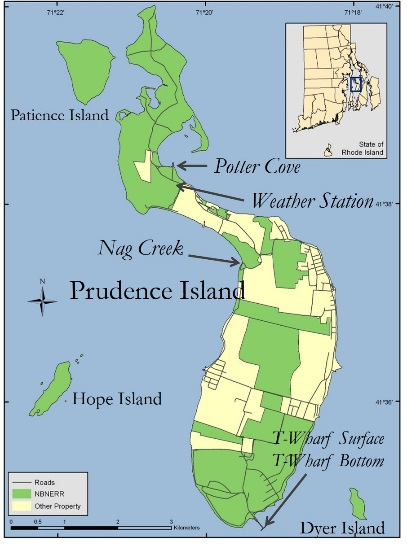 71°22'
71°20'
71°18'
41°40'
State of
Rhode Island
Patience Island
Potter Cove
Weather Station
41°38'
Nag Creek
N
Prudence Island
Hope Island
41°36'
T-Wharf Surface
T-Wharf Bottom
Roads
NBNERR
Other Property
0 0.5 1 2 3
Kilometers
Dyer Island